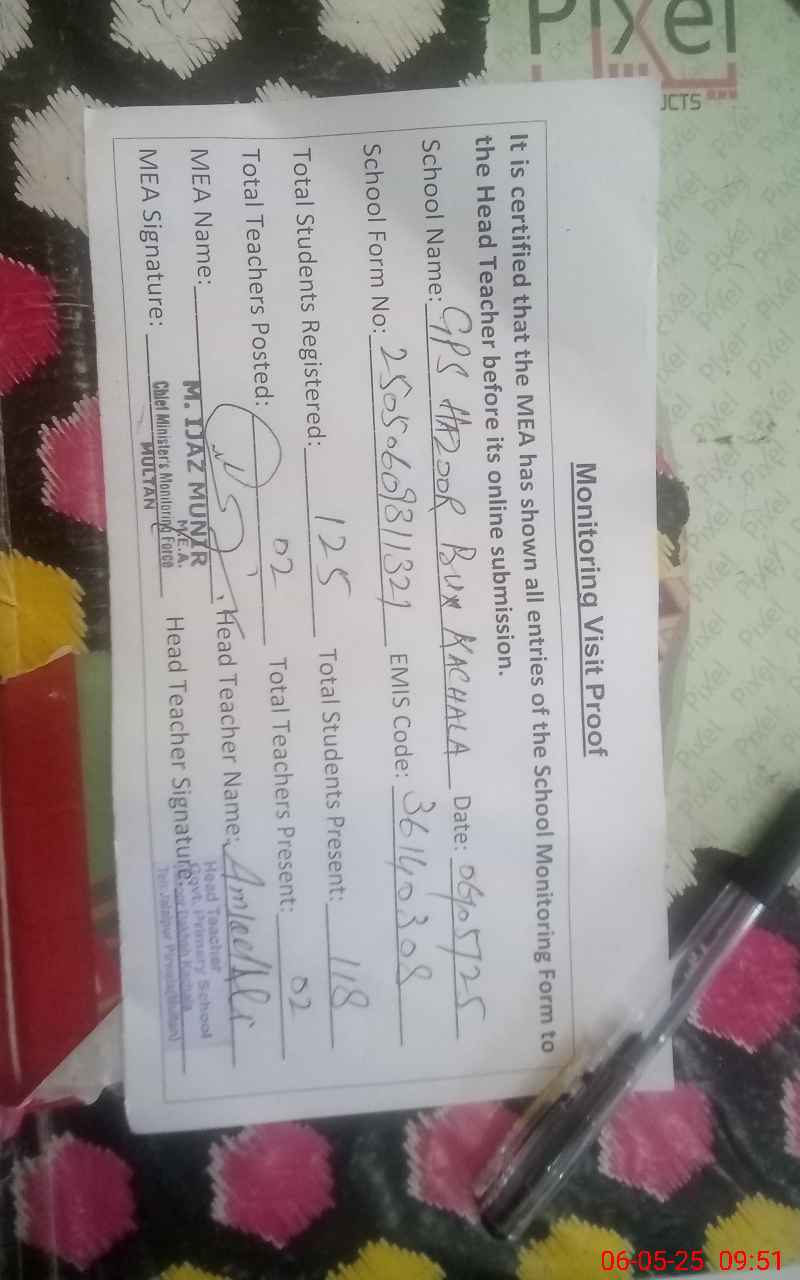 Monitoring Visit Proof
It is certified that the MEA has shown all entries of the School Monitoring Form to
the Head Teacher before its online submission.
School Name: GPS HAZOOR BUX KACHALA Date: 06/05/25
School Form No: EMIS Code: 36140308
Total Students Registered: 125 Total Students Present: 118
Total Teachers Posted: 02 Total Teachers Present: 02
MEA Name: M. IJAZ MUNIR Head Teacher Name:
M.E.A.
MEA Signature: Chief Minister's Monitoring Force Head Teacher Signature:
MULTAN
Head Teacher
Govt. Primary School
Pixel
UCTS
06-05-25 09:51